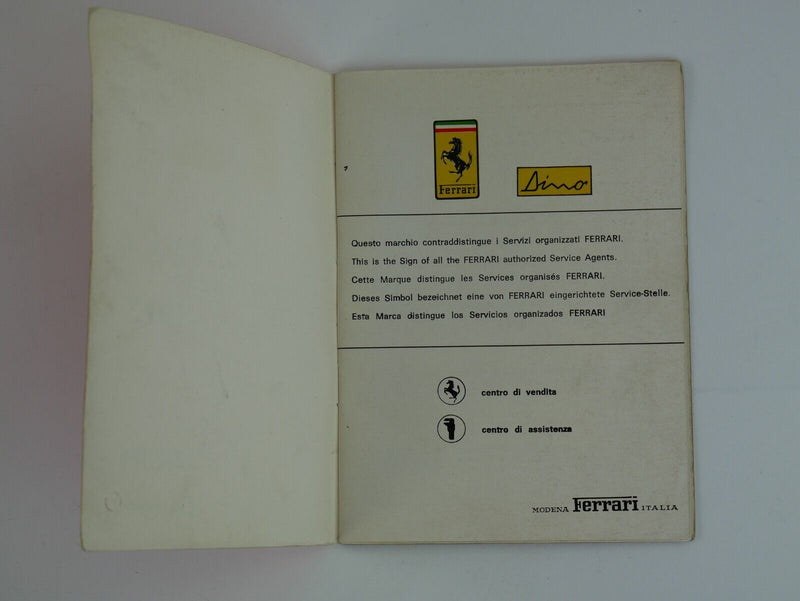 Ferrari
Dino
Questo marchio contraddistingue i Servizi organizzati FERRARI.
This is the Sign of all the FERRARI authorized Service Agents.
Cette Marque distingue les Services organisés FERRARI.
Dieses Simbol bezeichnet eine von FERRARI eingerichtete Service-Stelle.
Esta Marca distingue los Servicios organizados FERRARI
centro di vendita
centro di assistenza
MODENA Ferrari ITALIA